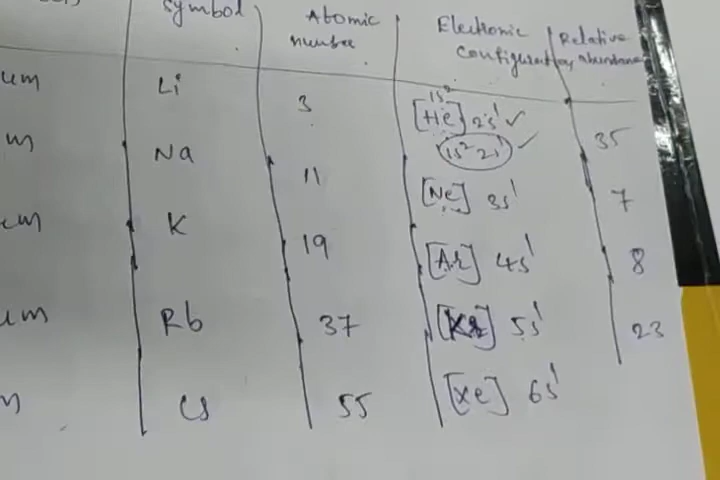 Symbol Atomic number Electronic configuration Relative abundance
um Li 3 1s² [He] 2s¹ 35
1s² 2s¹
m Na 11 [Ne] 3s¹ 7
um K 19 [Ar] 4s¹ 8
um Rb 37 [Kr] 5s¹ 23
m Cs 55 [Xe] 6s¹